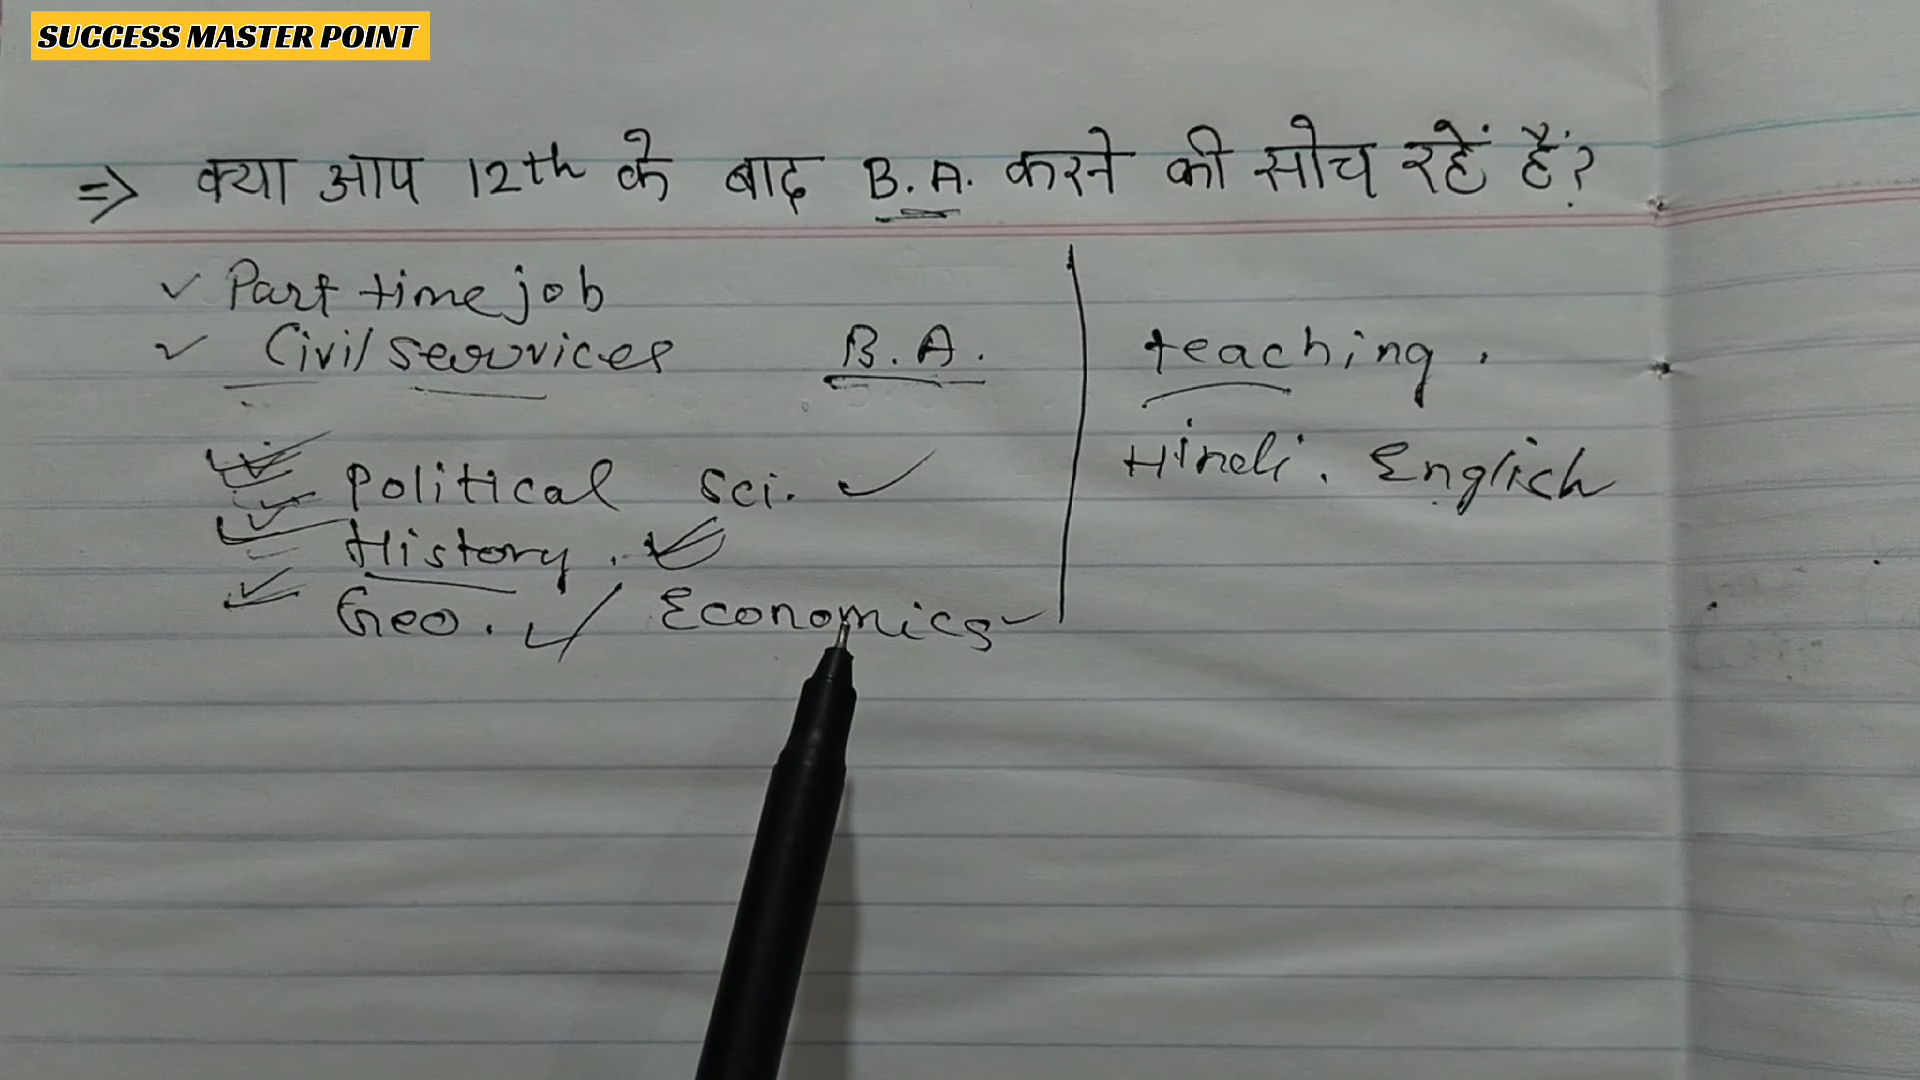 SUCCESS MASTER POINT
=> क्या आप 12th के बाद B.A. करने की सोच रहें हैं?
Part time job
Civil servvices B.A.
Political Sci.
History.
Geo. Economics
teaching.
Hindi. English